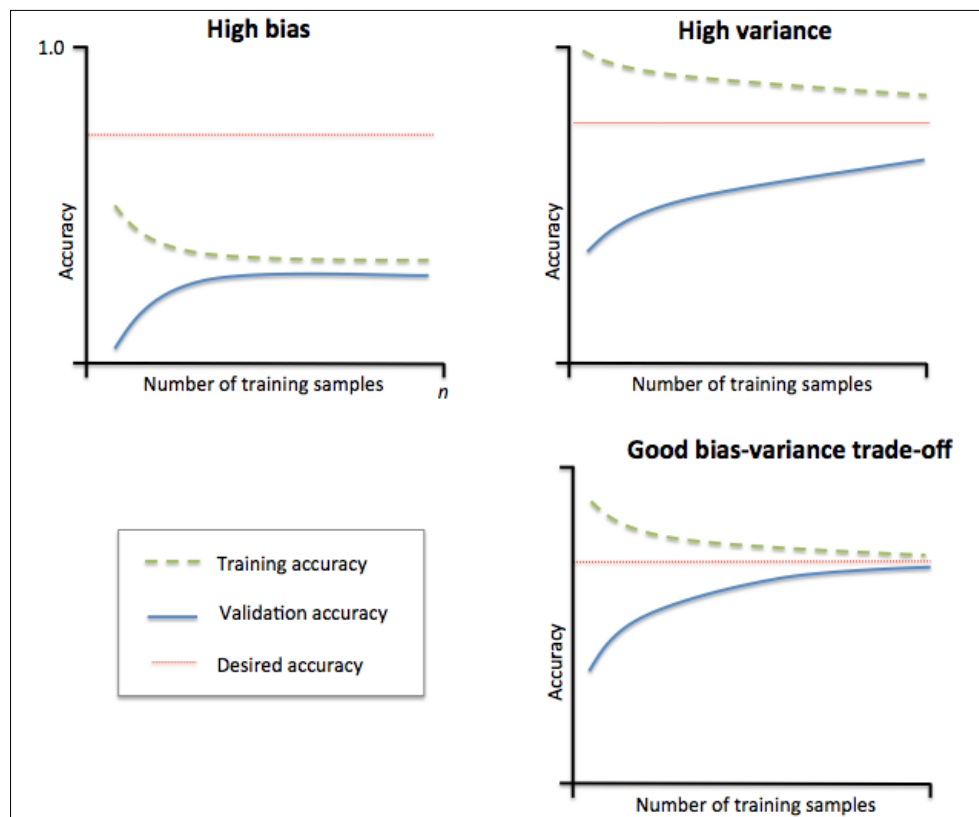 High bias
1.0
Accuracy
Number of training samples
n
High variance
Accuracy
Number of training samples
Good bias-variance trade-off
Accuracy
Number of training samples
Training accuracy
Validation accuracy
Desired accuracy